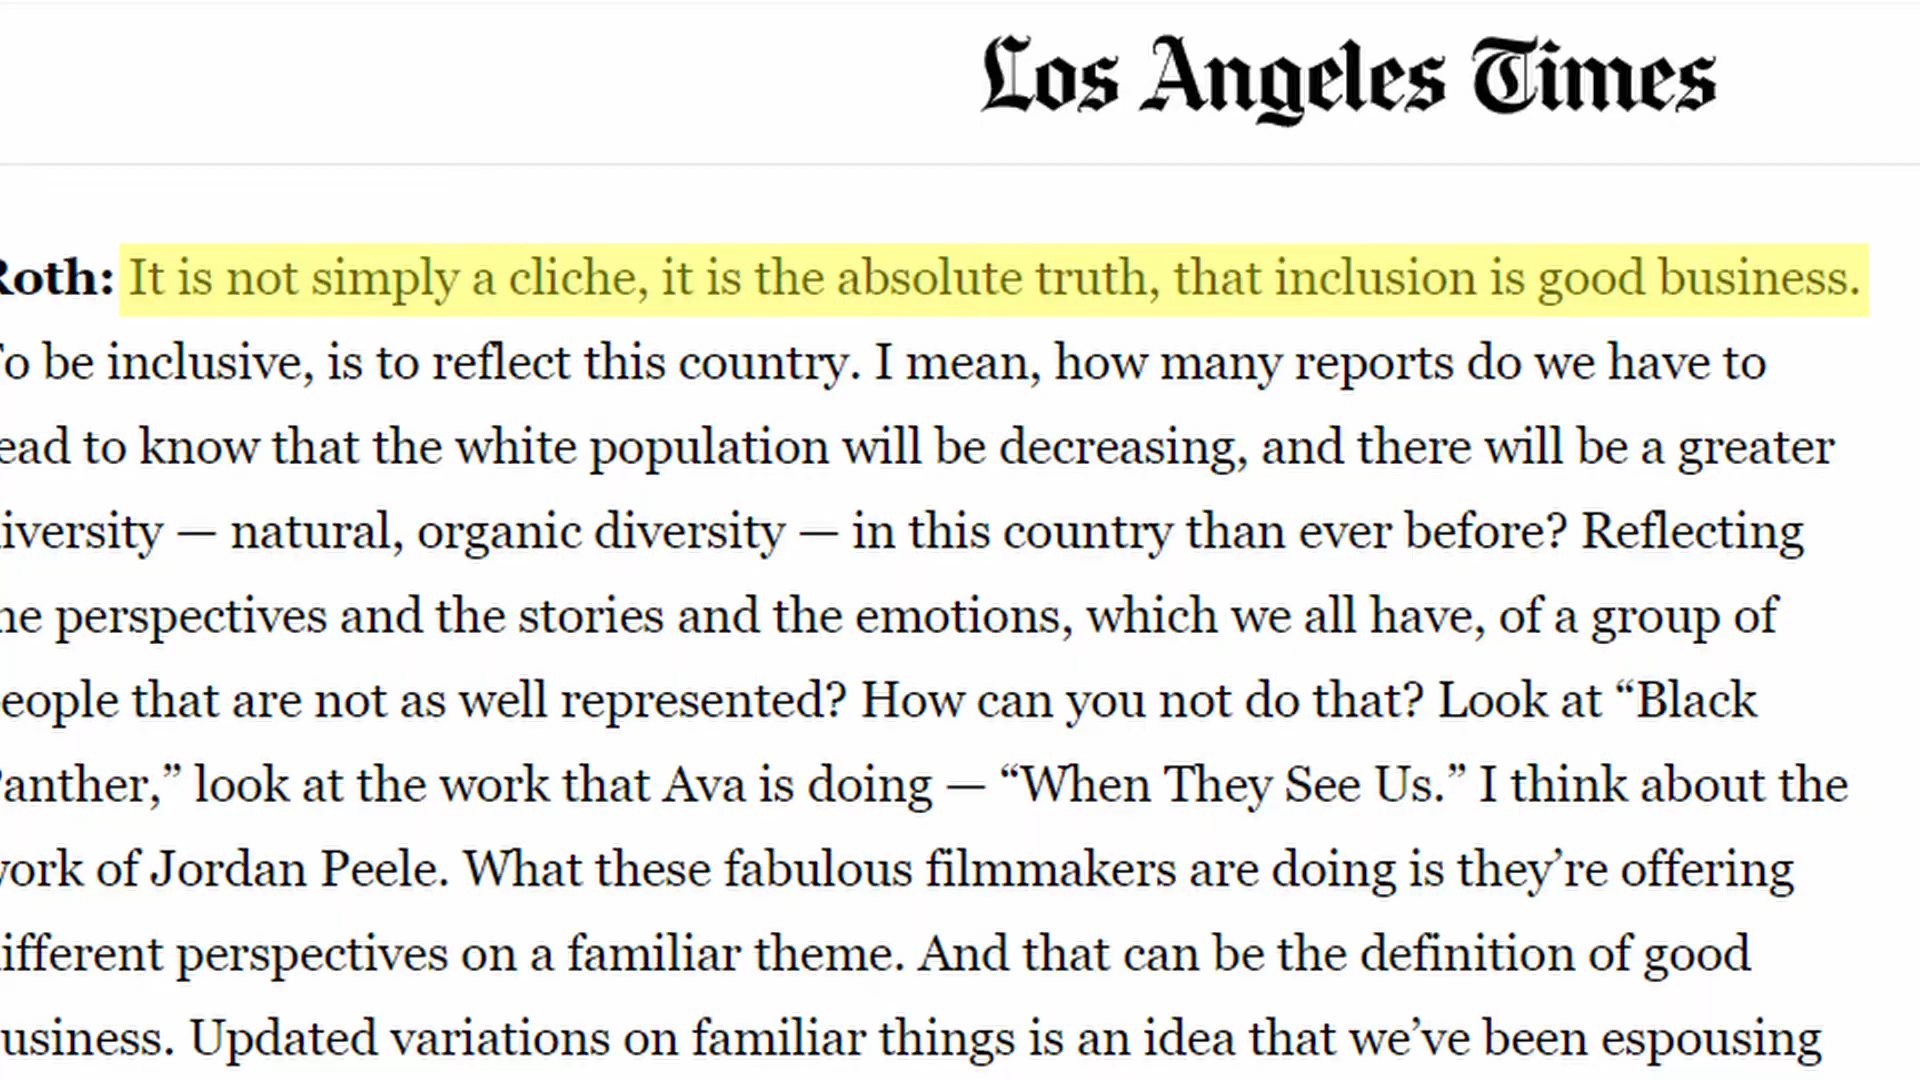 Los Angeles Times
Roth: It is not simply a cliche, it is the absolute truth, that inclusion is good business.
To be inclusive, is to reflect this country. I mean, how many reports do we have to
ead to know that the white population will be decreasing, and there will be a greater
iversity — natural, organic diversity — in this country than ever before? Reflecting
he perspectives and the stories and the emotions, which we all have, of a group of
eople that are not as well represented? How can you not do that? Look at “Black
Panther,” look at the work that Ava is doing — “When They See Us.” I think about the
work of Jordan Peele. What these fabulous filmmakers are doing is they’re offering
ifferent perspectives on a familiar theme. And that can be the definition of good
usiness. Updated variations on familiar things is an idea that we’ve been espousing